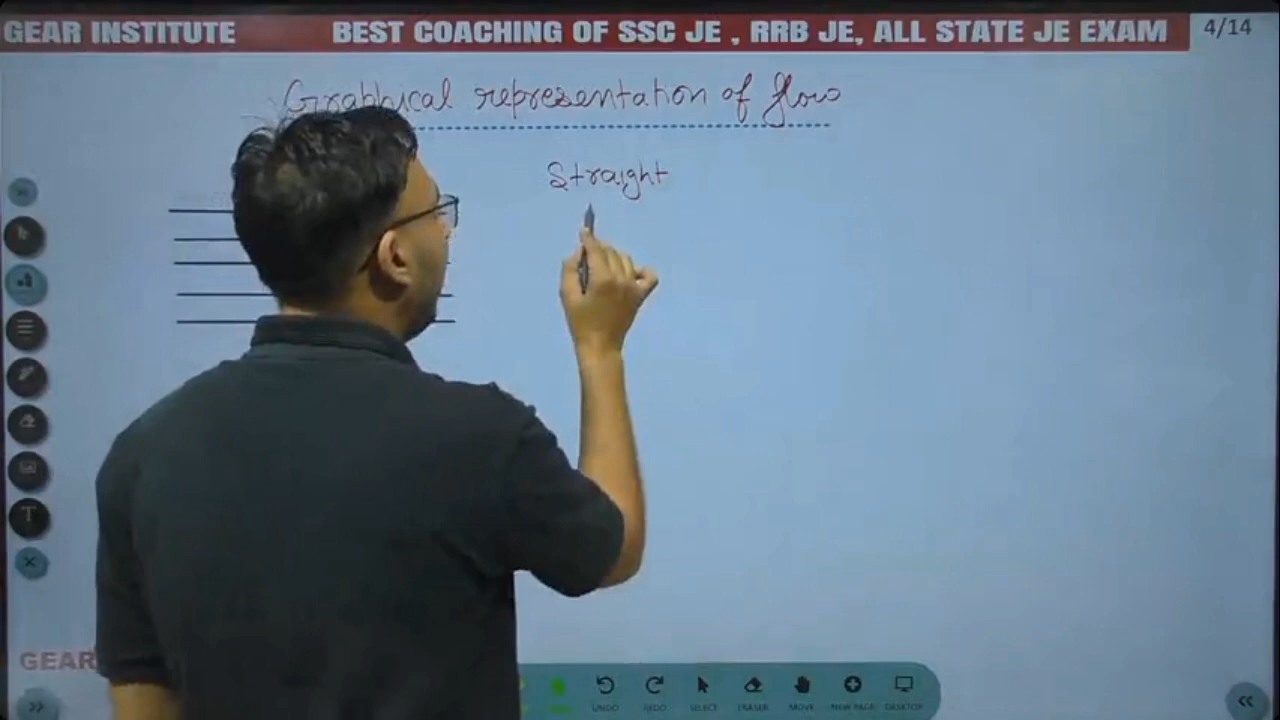 GEAR INSTITUTE BEST COACHING OF SSC JE , RRB JE, ALL STATE JE EXAM 4/14
Graphical representation of flow
Straight
T
GEAR
UNDO REDO SELECT ERASER MOVE NEW PAGE DESKTOP